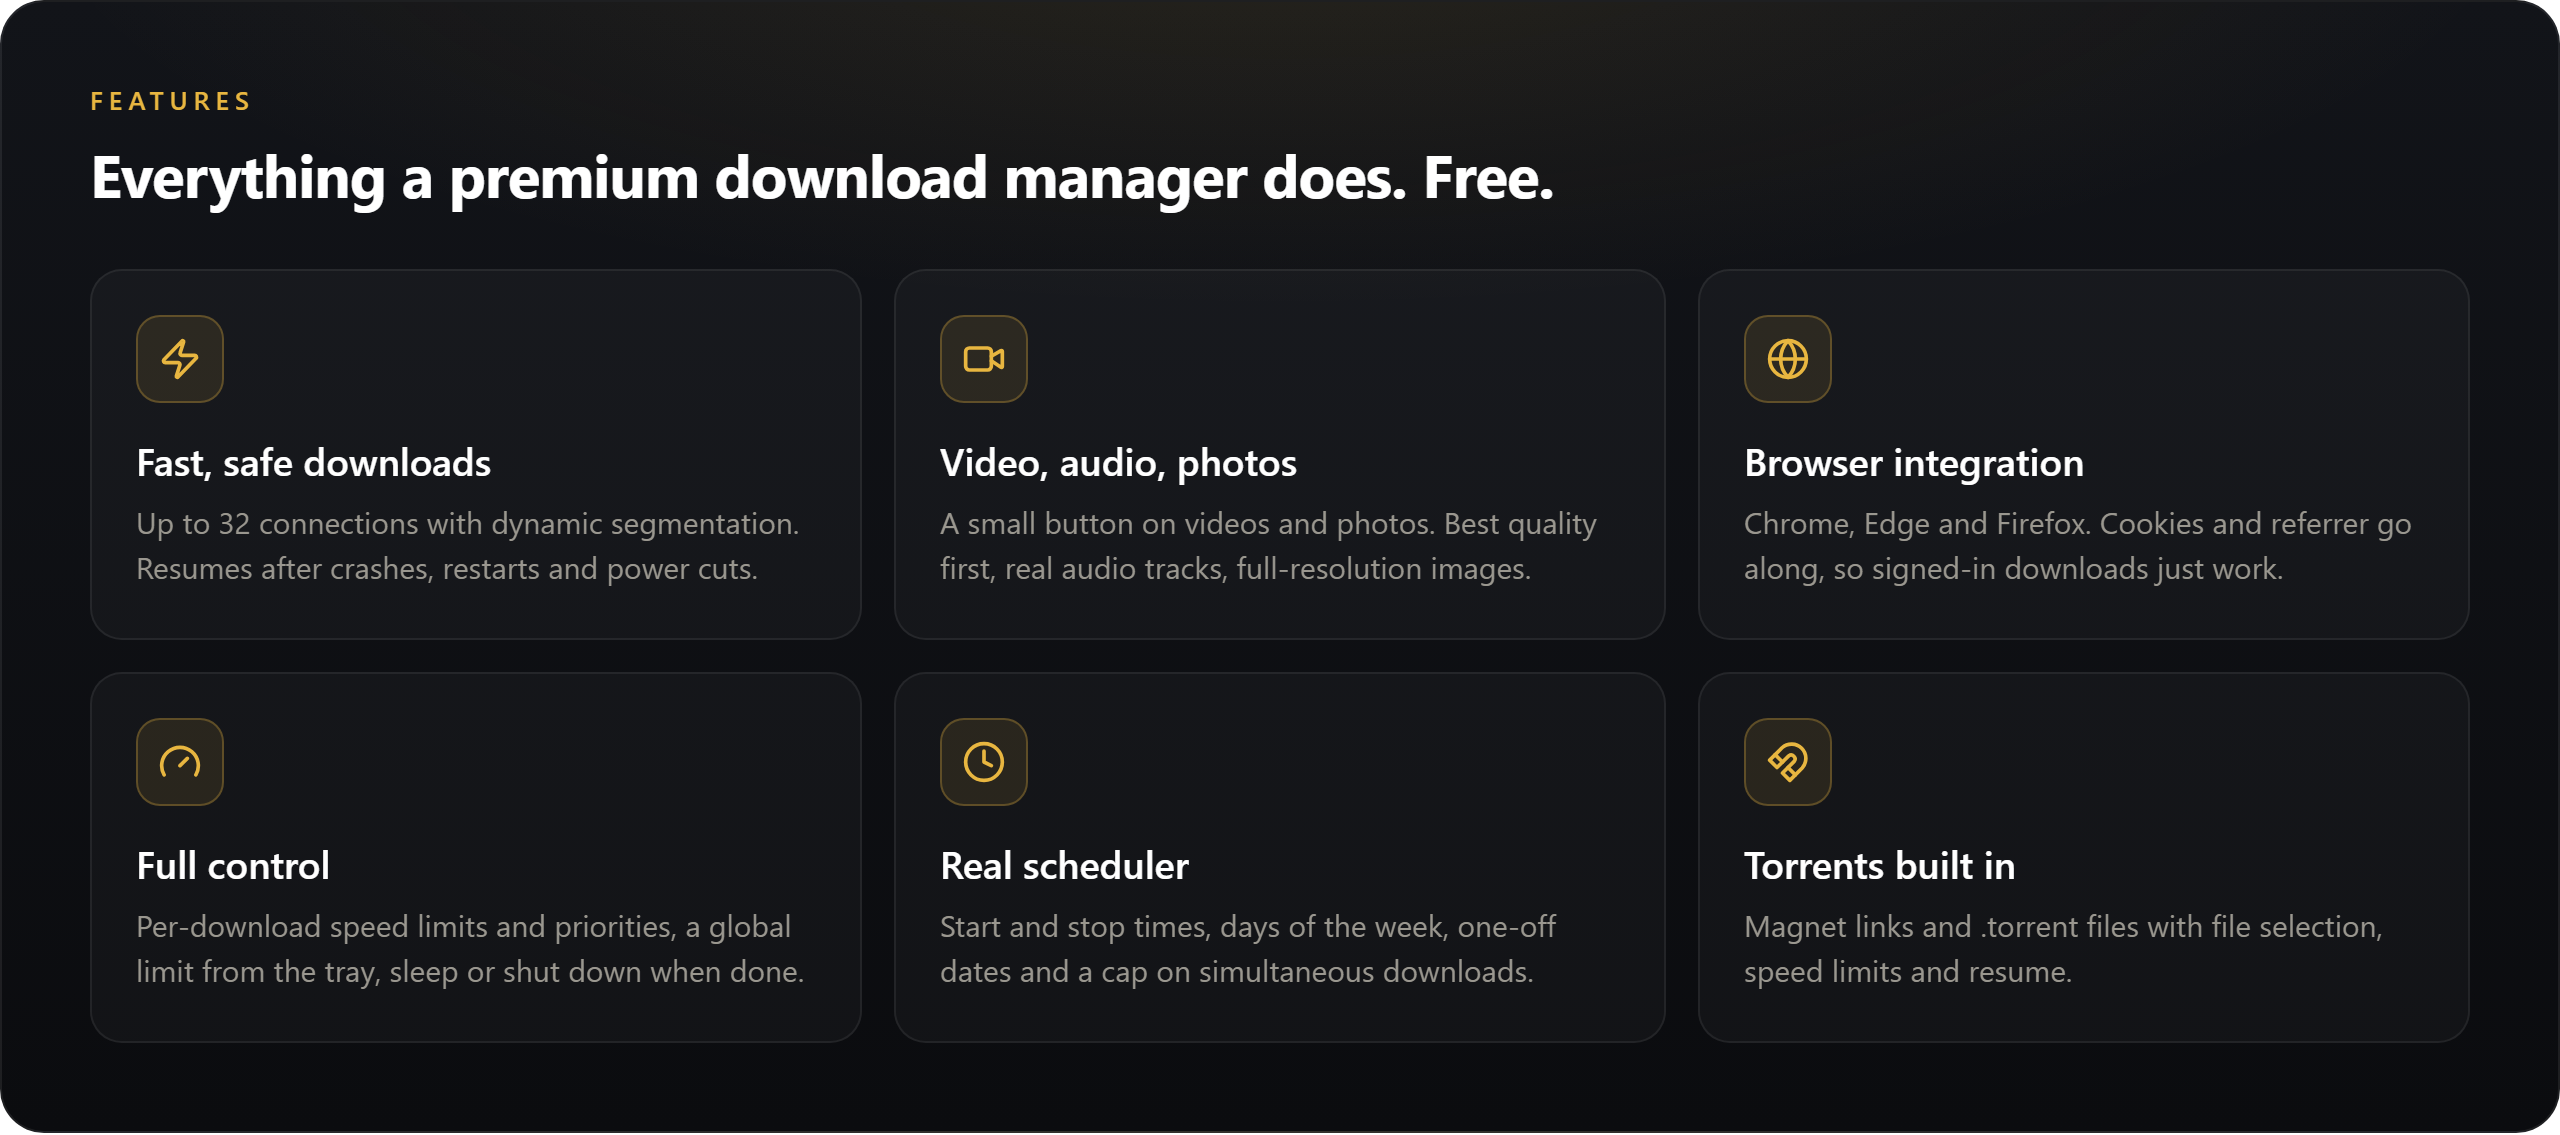 FEATURES
Everything a premium download manager does. Free.
Fast, safe downloads
Up to 32 connections with dynamic segmentation.
Resumes after crashes, restarts and power cuts.
Video, audio, photos
A small button on videos and photos. Best quality
first, real audio tracks, full-resolution images.
Browser integration
Chrome, Edge and Firefox. Cookies and referrer go
along, so signed-in downloads just work.
Full control
Per-download speed limits and priorities, a global
limit from the tray, sleep or shut down when done.
Real scheduler
Start and stop times, days of the week, one-off
dates and a cap on simultaneous downloads.
Torrents built in
Magnet links and .torrent files with file selection,
speed limits and resume.